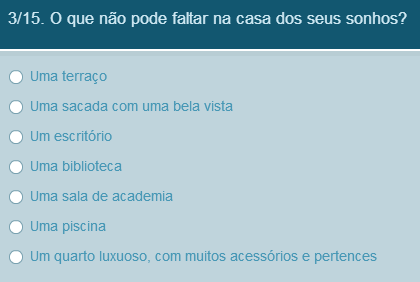 3/15. O que não pode faltar na casa dos seus sonhos?
Uma terraço
Uma sacada com uma bela vista
Um escritório
Uma biblioteca
Uma sala de academia
Uma piscina
Um quarto luxuoso, com muitos acessórios e pertences